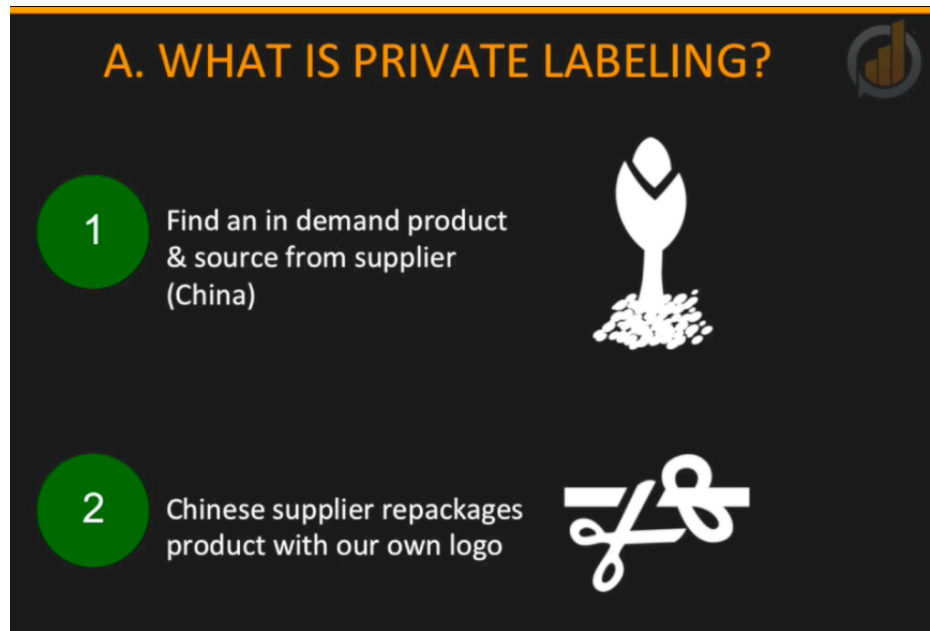 A. WHAT IS PRIVATE LABELING?
1
Find an in demand product
& source from supplier
(China)
2
Chinese supplier repackages
product with our own logo